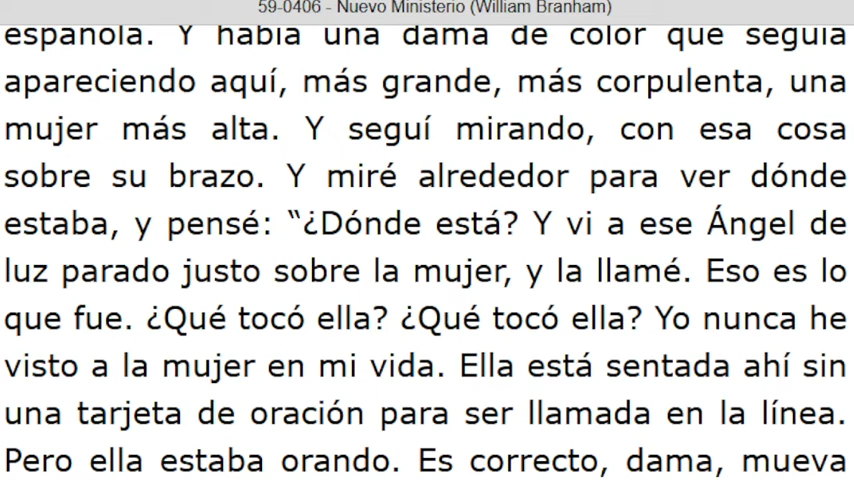 59-0406 - Nuevo Ministerio (William Branham)
española. Y había una dama de color que seguía
apareciendo aquí, más grande, más corpulenta, una
mujer más alta. Y seguí mirando, con esa cosa
sobre su brazo. Y miré alrededor para ver dónde
estaba, y pensé: “¿Dónde está? Y vi a ese Ángel de
luz parado justo sobre la mujer, y la llamé. Eso es lo
que fue. ¿Qué tocó ella? ¿Qué tocó ella? Yo nunca he
visto a la mujer en mi vida. Ella está sentada ahí sin
una tarjeta de oración para ser llamada en la línea.
Pero ella estaba orando. Es correcto, dama, mueva